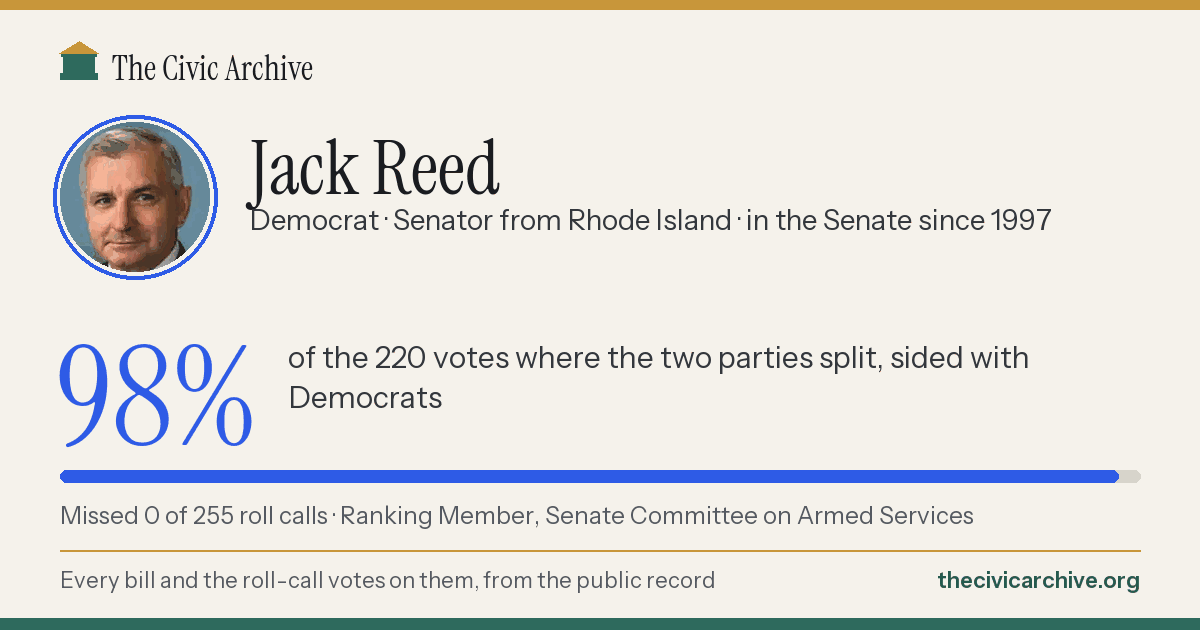 The Civic Archive
Jack Reed
Democrat · Senator from Rhode Island · in the Senate since 1997
98%
of the 220 votes where the two parties split, sided with
Democrats
Missed 0 of 255 roll calls · Ranking Member, Senate Committee on Armed Services
Every bill and the roll-call votes on them, from the public record
thecivicarchive.org